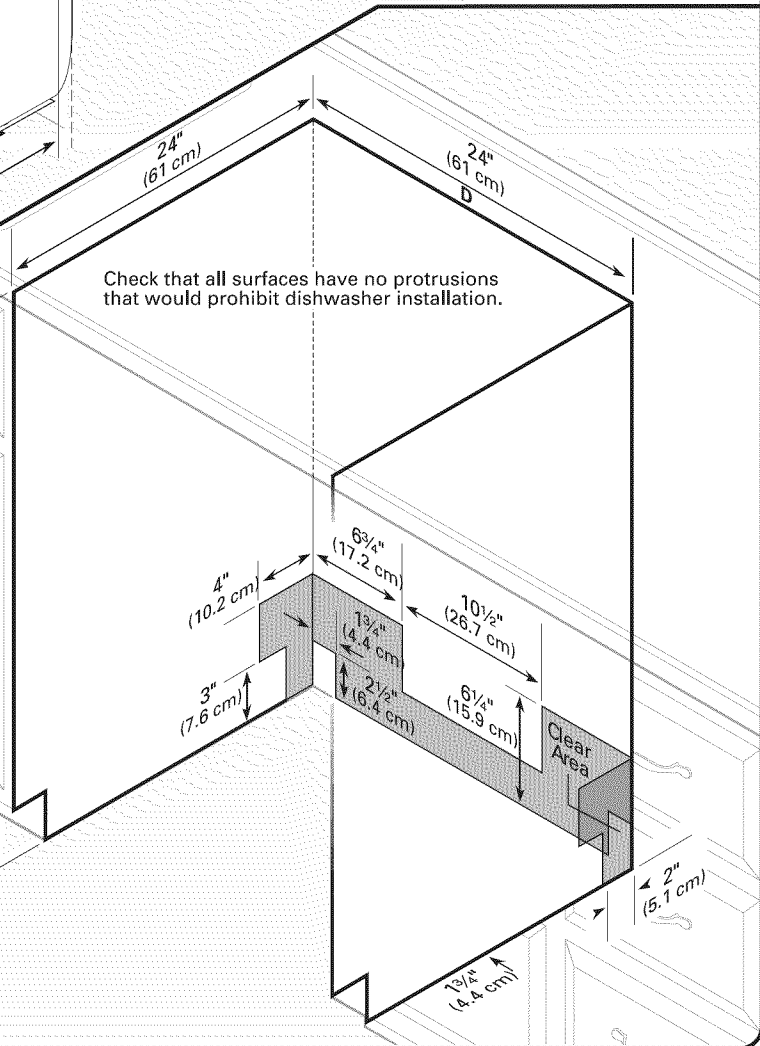 24"
(61 cm)
24"
(61 cm)
D
Check that all surfaces have no protrusions
that would prohibit dishwasher installation.
6¾"
(17.2 cm)
4"
(10.2 cm)
10½"
(26.7 cm)
1¾"
(4.4 cm)
3"
(7.6 cm)
2½"
(6.4 cm)
6¼"
(15.9 cm)
Clear
Area
2"
(5.1 cm)
1¾"
(4.4 cm)